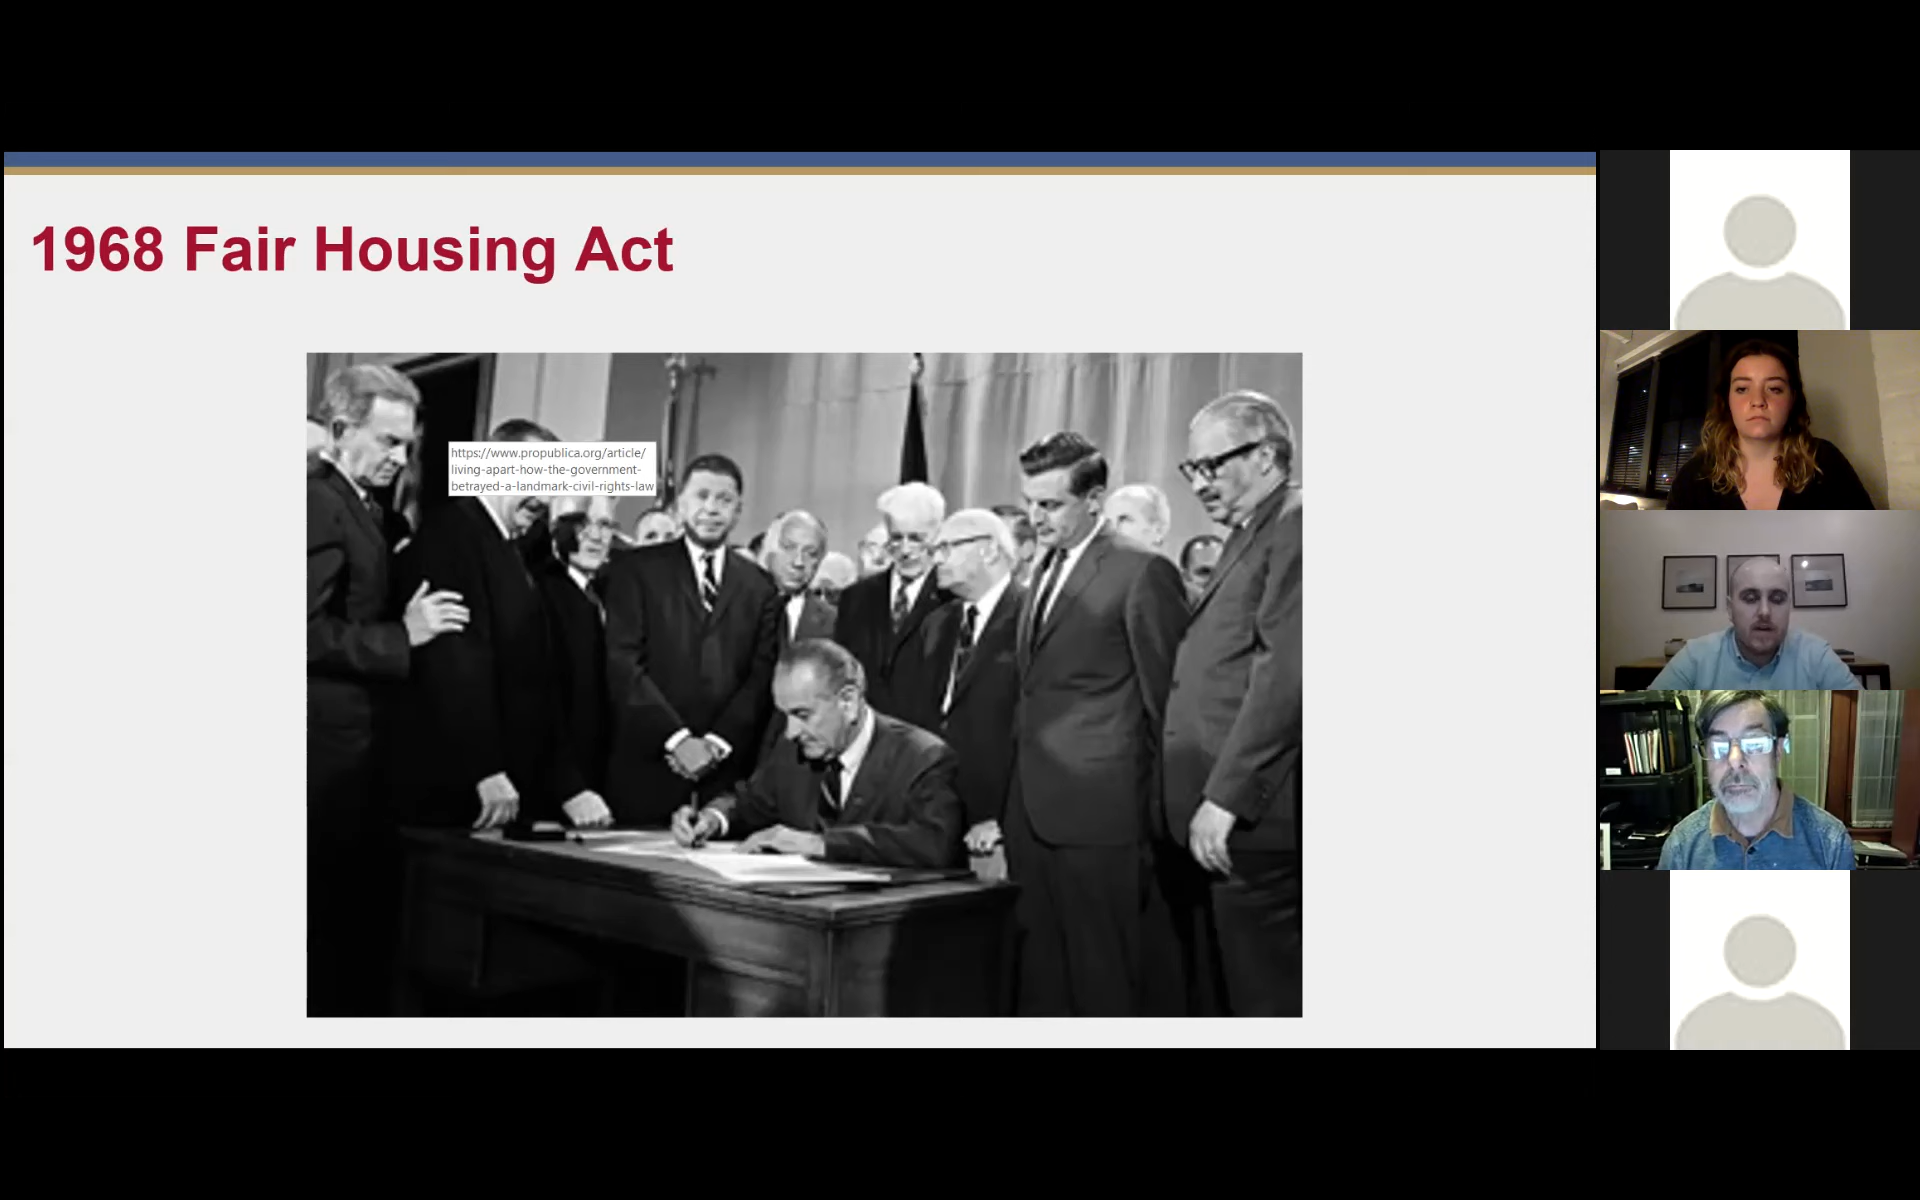 1968 Fair Housing Act
https://www.propublica.org/article/
living-apart-how-the-government-
betrayed-a-landmark-civil-rights-law